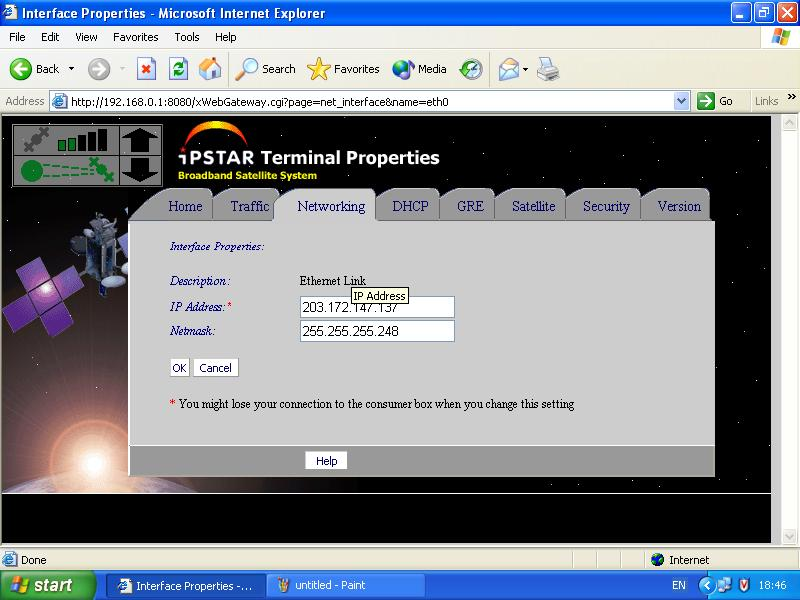 Interface Properties - Microsoft Internet Explorer
File Edit View Favorites Tools Help
Back Search Favorites Media
Address http://192.168.0.1:8080/xWebGateway.cgi?page=net_interface&name=eth0 Go Links »
iPSTAR Terminal Properties
Broadband Satellite System
Home Traffic Networking DHCP GRE Satellite Security Version
Interface Properties:
Description: Ethernet Link
IP Address
IP Address:* 203.172.147.137
Netmask: 255.255.255.248
OK Cancel
* You might lose your connection to the consumer box when you change this setting
Help
Done Internet
start Interface Properties -... untitled - Paint EN 18:46